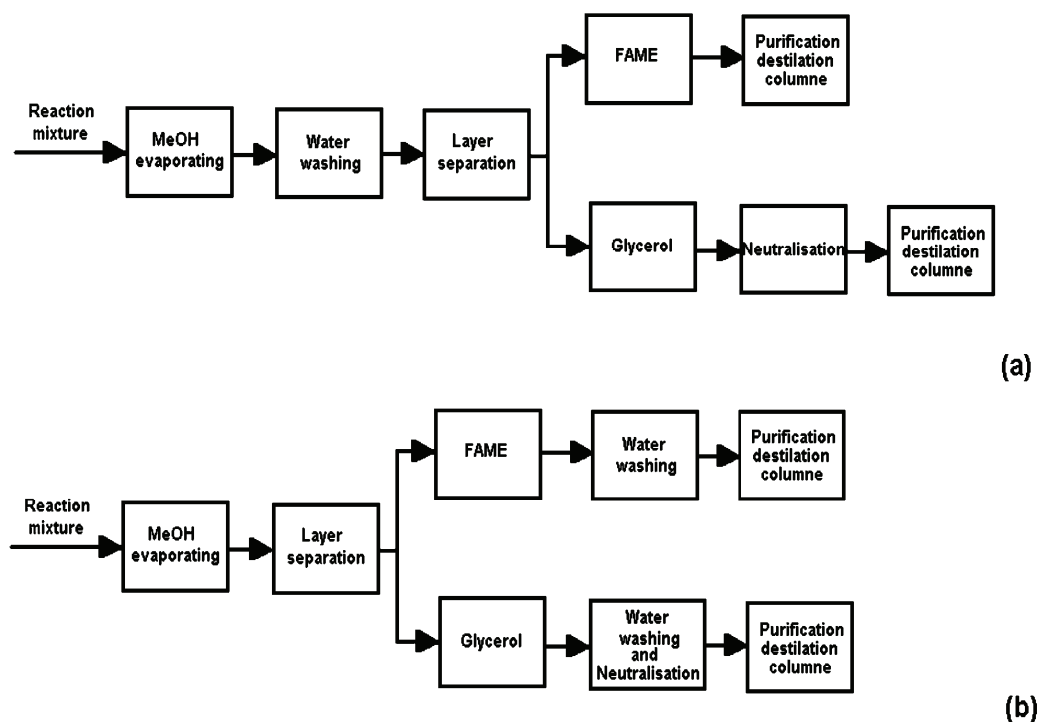 Reaction
mixture
MeOH
evaporating
Water
washing
Layer
separation
FAME
Purification
destilation
columne
Glycerol
Neutralisation
Purification
destilation
columne
(a)
Reaction
mixture
MeOH
evaporating
Layer
separation
FAME
Water
washing
Purification
destilation
columne
Glycerol
Water
washing
and
Neutralisation
Purification
destilation
columne
(b)